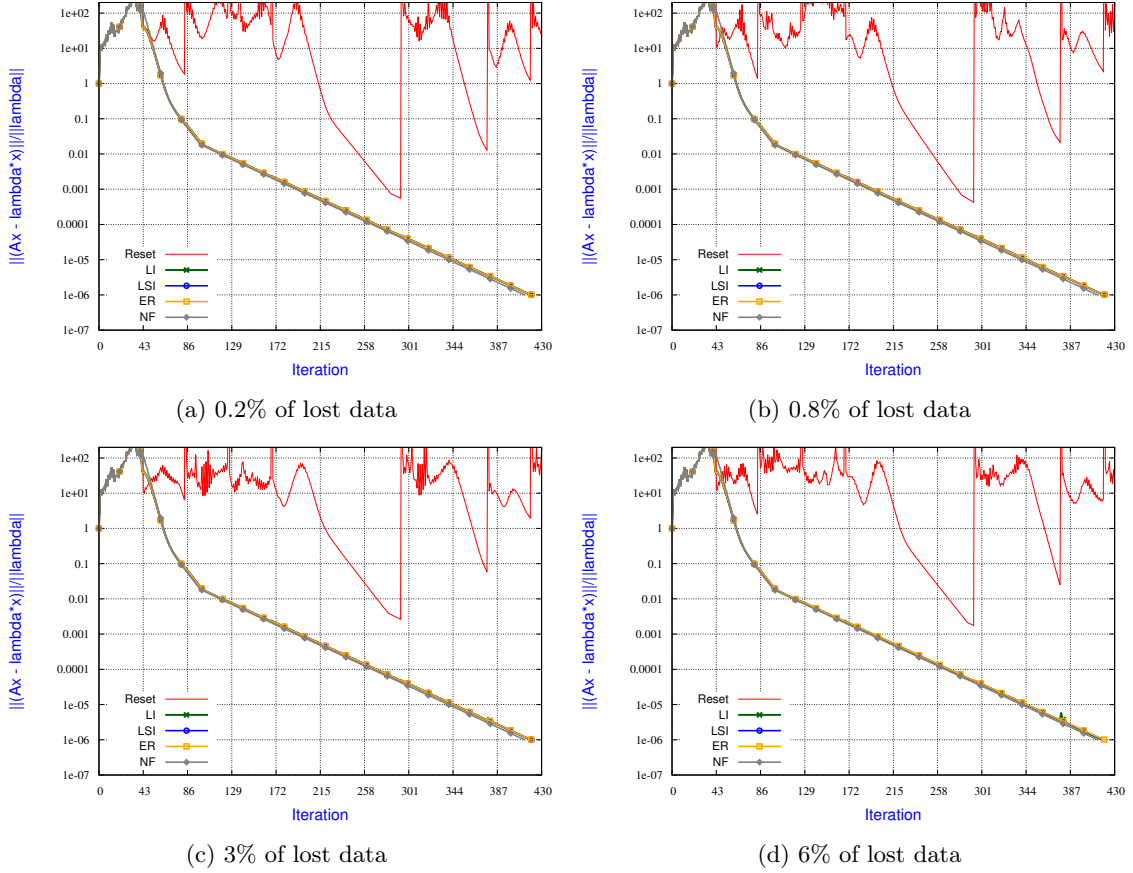 ||(Ax - lambda*x)||/||lambda||
1e+02
1e+01
1
0.1
0.01
0.001
0.0001
1e-05
1e-06
1e-07
Reset
LI
LSI
ER
NF
0 43 86 129 172 215 258 301 344 387 430
Iteration
(a) 0.2% of lost data
||(Ax - lambda*x)||/||lambda||
1e+02
1e+01
1
0.1
0.01
0.001
0.0001
1e-05
1e-06
1e-07
Reset
LI
LSI
ER
NF
0 43 86 129 172 215 258 301 344 387 430
Iteration
(b) 0.8% of lost data
||(Ax - lambda*x)||/||lambda||
1e+02
1e+01
1
0.1
0.01
0.001
0.0001
1e-05
1e-06
1e-07
Reset
LI
LSI
ER
NF
0 43 86 129 172 215 258 301 344 387 430
Iteration
(c) 3% of lost data
||(Ax - lambda*x)||/||lambda||
1e+02
1e+01
1
0.1
0.01
0.001
0.0001
1e-05
1e-06
1e-07
Reset
LI
LSI
ER
NF
0 43 86 129 172 215 258 301 344 387 430
Iteration
(d) 6% of lost data